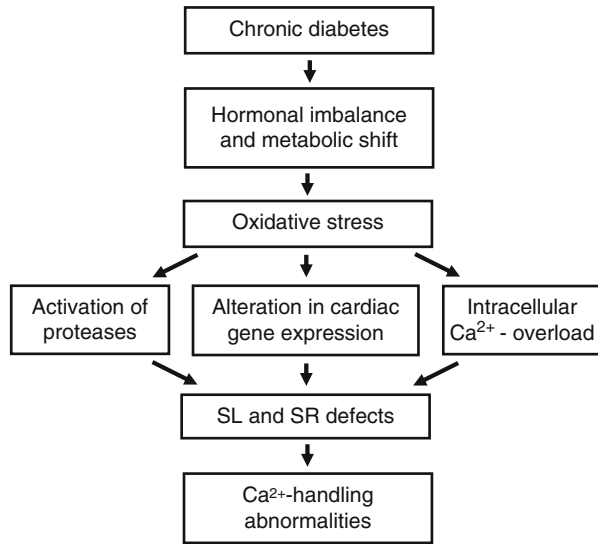 Chronic diabetes
Hormonal imbalance
and metabolic shift
Oxidative stress
Activation of
proteases
Alteration in cardiac
gene expression
Intracellular
Ca²⁺ - overload
SL and SR defects
Ca²⁺-handling
abnormalities